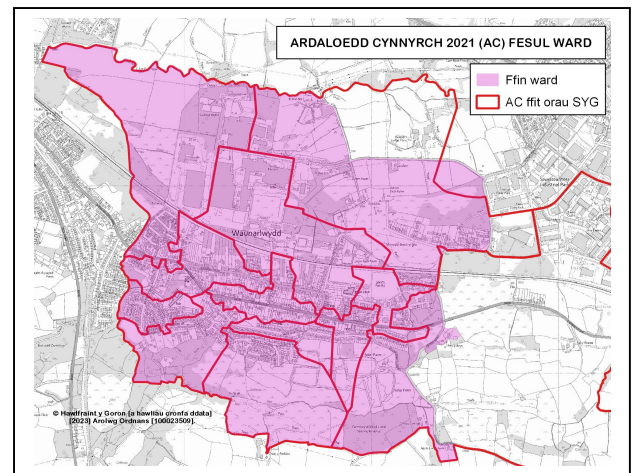 ARDALOEDD CYNNYRCH 2021 (AC) FESUL WARD
Ffin ward
AC ffit orau SYG
Waunarlwydd
© Hawlfraint y Goron [a hawliau cronfa ddata]
[2023] Arolwg Ordnans [100023509].